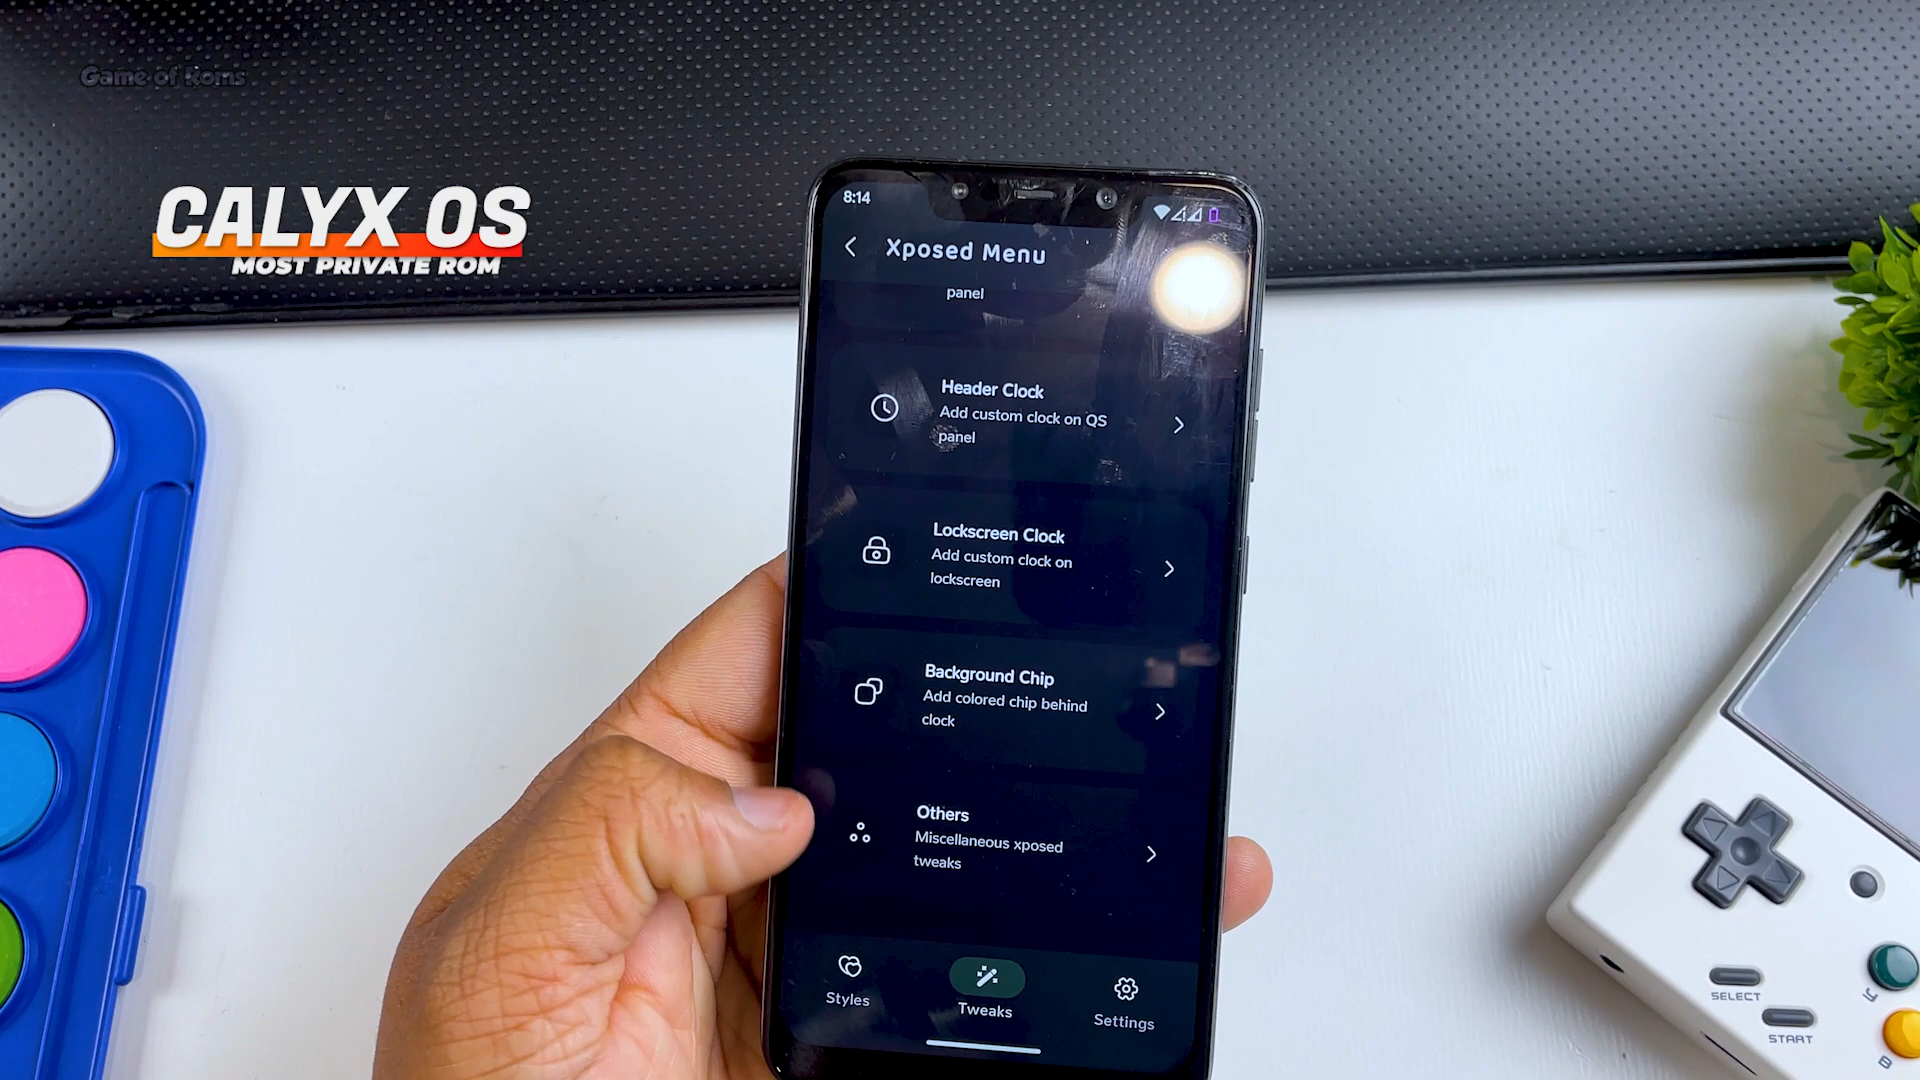 Game of Roms
CALYX OS
MOST PRIVATE ROM
8:14
Xposed Menu
panel
Header Clock
Add custom clock on QS
panel
Lockscreen Clock
Add custom clock on
lockscreen
Background Chip
Add colored chip behind
clock
Others
Miscellaneous xposed
tweaks
Styles
Tweaks
Settings
SELECT
START
B